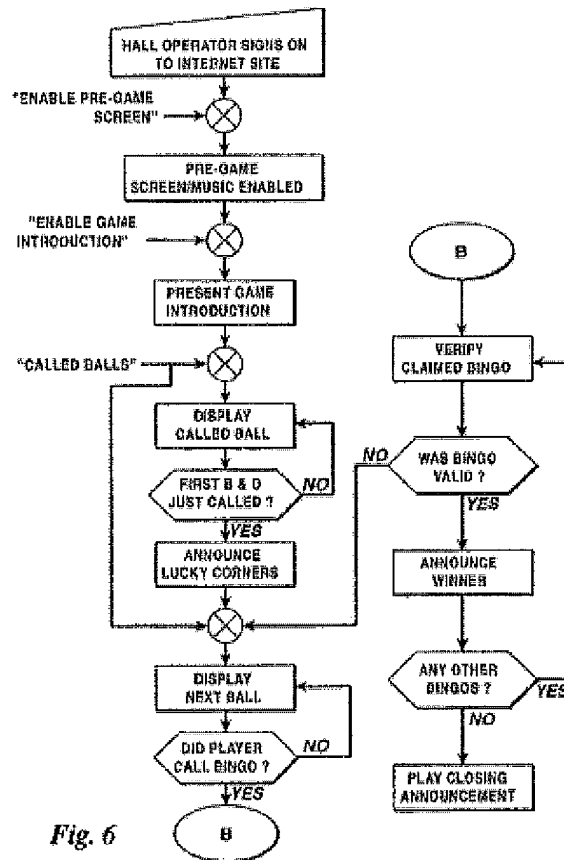 HALL OPERATOR SIGNS ON
TO INTERNET SITE
"ENABLE PRE-GAME
SCREEN"
PRE-GAME
SCREEN/MUSIC ENABLED
"ENABLE GAME
INTRODUCTION"
PRESENT GAME
INTRODUCTION
"CALLED BALLS"
DISPLAY
CALLED BALL
FIRST B & O
JUST CALLED ?
NO
YES
ANNOUNCE
LUCKY CORNERS
DISPLAY
NEXT BALL
DID PLAYER
CALL BINGO ?
NO
YES
B
Fig. 6
B
VERIFY
CLAIMED BINGO
WAS BINGO
VALID ?
NO
YES
ANNOUNCE
WINNER
ANY OTHER
BINGOS ?
YES
NO
PLAY CLOSING
ANNOUNCEMENT